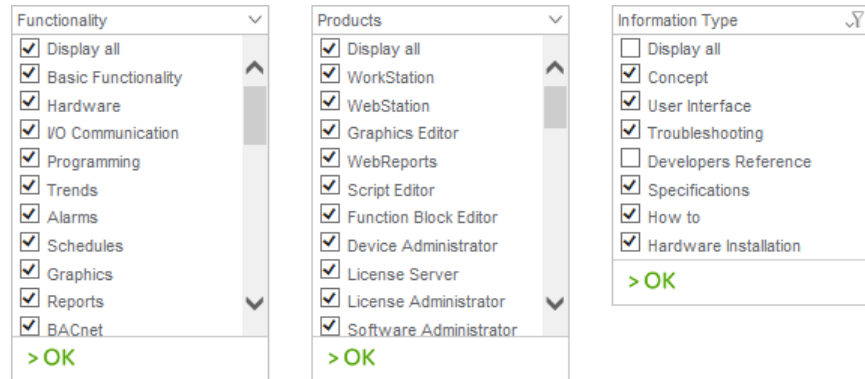 Functionality
Display all
Basic Functionality
Hardware
I/O Communication
Programming
Trends
Alarms
Schedules
Graphics
Reports
BACnet
> OK
Products
Display all
WorkStation
WebStation
Graphics Editor
WebReports
Script Editor
Function Block Editor
Device Administrator
License Server
License Administrator
Software Administrator
> OK
Information Type
Display all
Concept
User Interface
Troubleshooting
Developers Reference
Specifications
How to
Hardware Installation
> OK